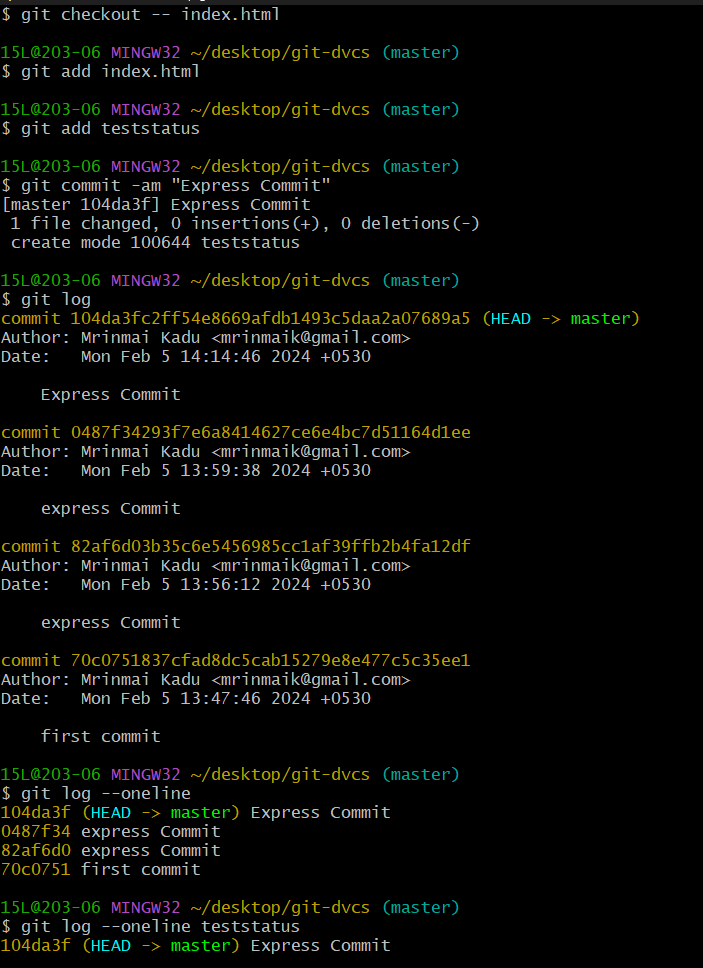 $ git checkout -- index.html
15L@203-06 MINGW32 ~/desktop/git-dvcs (master)
$ git add index.html
15L@203-06 MINGW32 ~/desktop/git-dvcs (master)
$ git add teststatus
15L@203-06 MINGW32 ~/desktop/git-dvcs (master)
$ git commit -am "Express Commit"
[master 104da3f] Express Commit
 1 file changed, 0 insertions(+), 0 deletions(-)
 create mode 100644 teststatus
15L@203-06 MINGW32 ~/desktop/git-dvcs (master)
$ git log
commit 104da3fc2ff54e8669afdb1493c5daa2a07689a5 (HEAD -> master)
Author: Mrinmai Kadu <mrinmaik@gmail.com>
Date:   Mon Feb 5 14:14:46 2024 +0530
    Express Commit
commit 0487f34293f7e6a8414627ce6e4bc7d51164d1ee
Author: Mrinmai Kadu <mrinmaik@gmail.com>
Date:   Mon Feb 5 13:59:38 2024 +0530
    express Commit
commit 82af6d03b35c6e5456985cc1af39ffb2b4fa12df
Author: Mrinmai Kadu <mrinmaik@gmail.com>
Date:   Mon Feb 5 13:56:12 2024 +0530
    express Commit
commit 70c0751837cfad8dc5cab15279e8e477c5c35ee1
Author: Mrinmai Kadu <mrinmaik@gmail.com>
Date:   Mon Feb 5 13:47:46 2024 +0530
    first commit
15L@203-06 MINGW32 ~/desktop/git-dvcs (master)
$ git log --oneline
104da3f (HEAD -> master) Express Commit
0487f34 express Commit
82af6d0 express Commit
70c0751 first commit
15L@203-06 MINGW32 ~/desktop/git-dvcs (master)
$ git log --oneline teststatus
104da3f (HEAD -> master) Express Commit